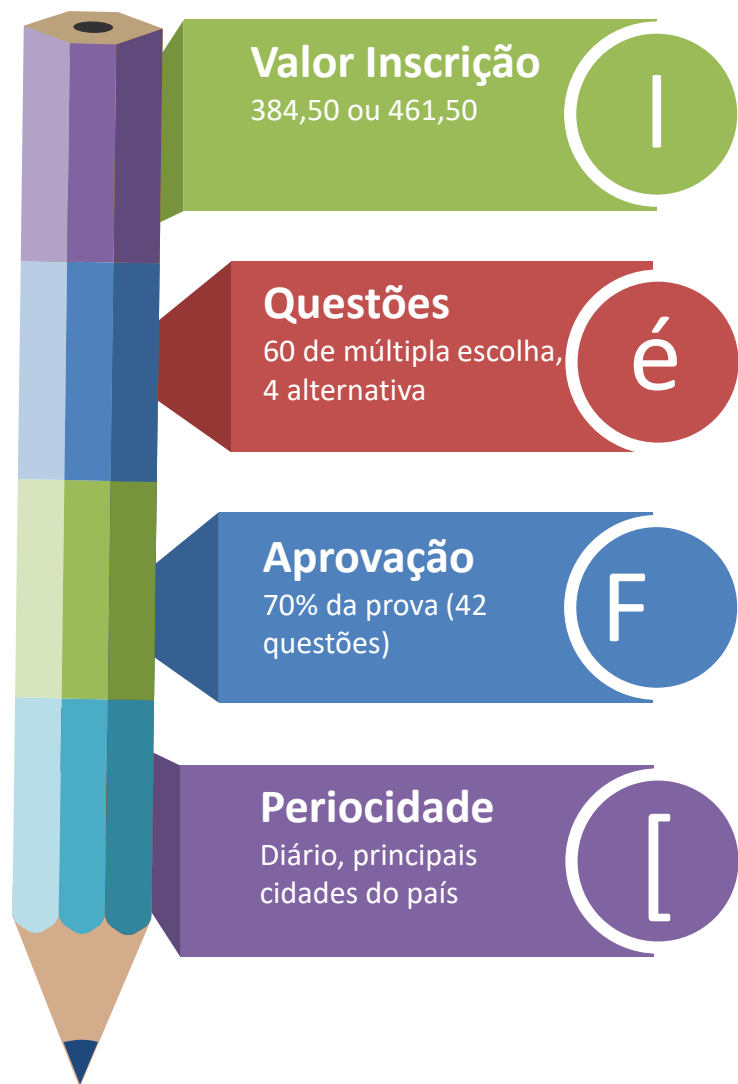 Valor Inscrição
384,50 ou 461,50
I
Questões
60 de múltipla escolha,
4 alternativa
é
Aprovação
70% da prova (42
questões)
F
Periocidade
Diário, principais
cidades do país
[